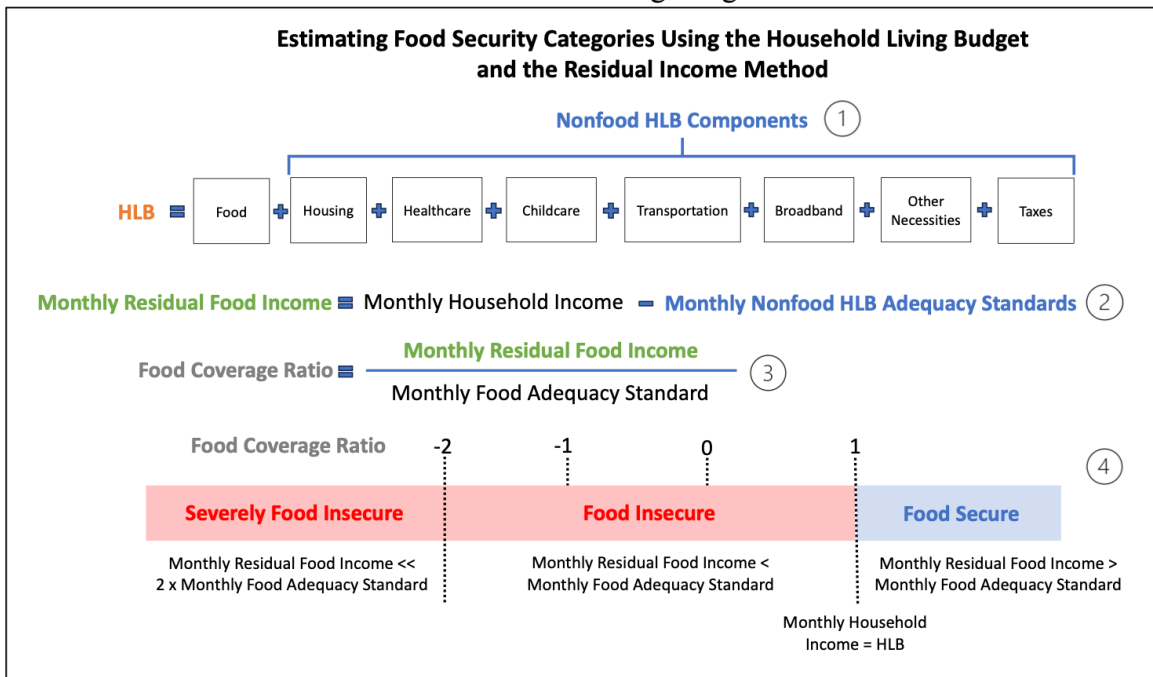 Estimating Food Security Categories Using the Household Living Budget
and the Residual Income Method
Nonfood HLB Components 1
HLB = Food + Housing + Healthcare + Childcare + Transportation + Broadband + Other Necessities + Taxes
Monthly Residual Food Income = Monthly Household Income − Monthly Nonfood HLB Adequacy Standards 2
Food Coverage Ratio =
Monthly Residual Food Income
Monthly Food Adequacy Standard
3
Food Coverage Ratio -2 -1 0 1
4
Severely Food Insecure Food Insecure Food Secure
Monthly Residual Food Income <<
2 x Monthly Food Adequacy Standard
Monthly Residual Food Income <
Monthly Food Adequacy Standard
Monthly Residual Food Income >
Monthly Food Adequacy Standard
Monthly Household
Income = HLB